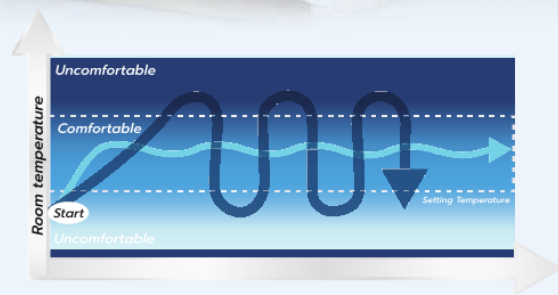 Uncomfortable
Comfortable
Room temperature
Setting Temperature
Start
Uncomfortable